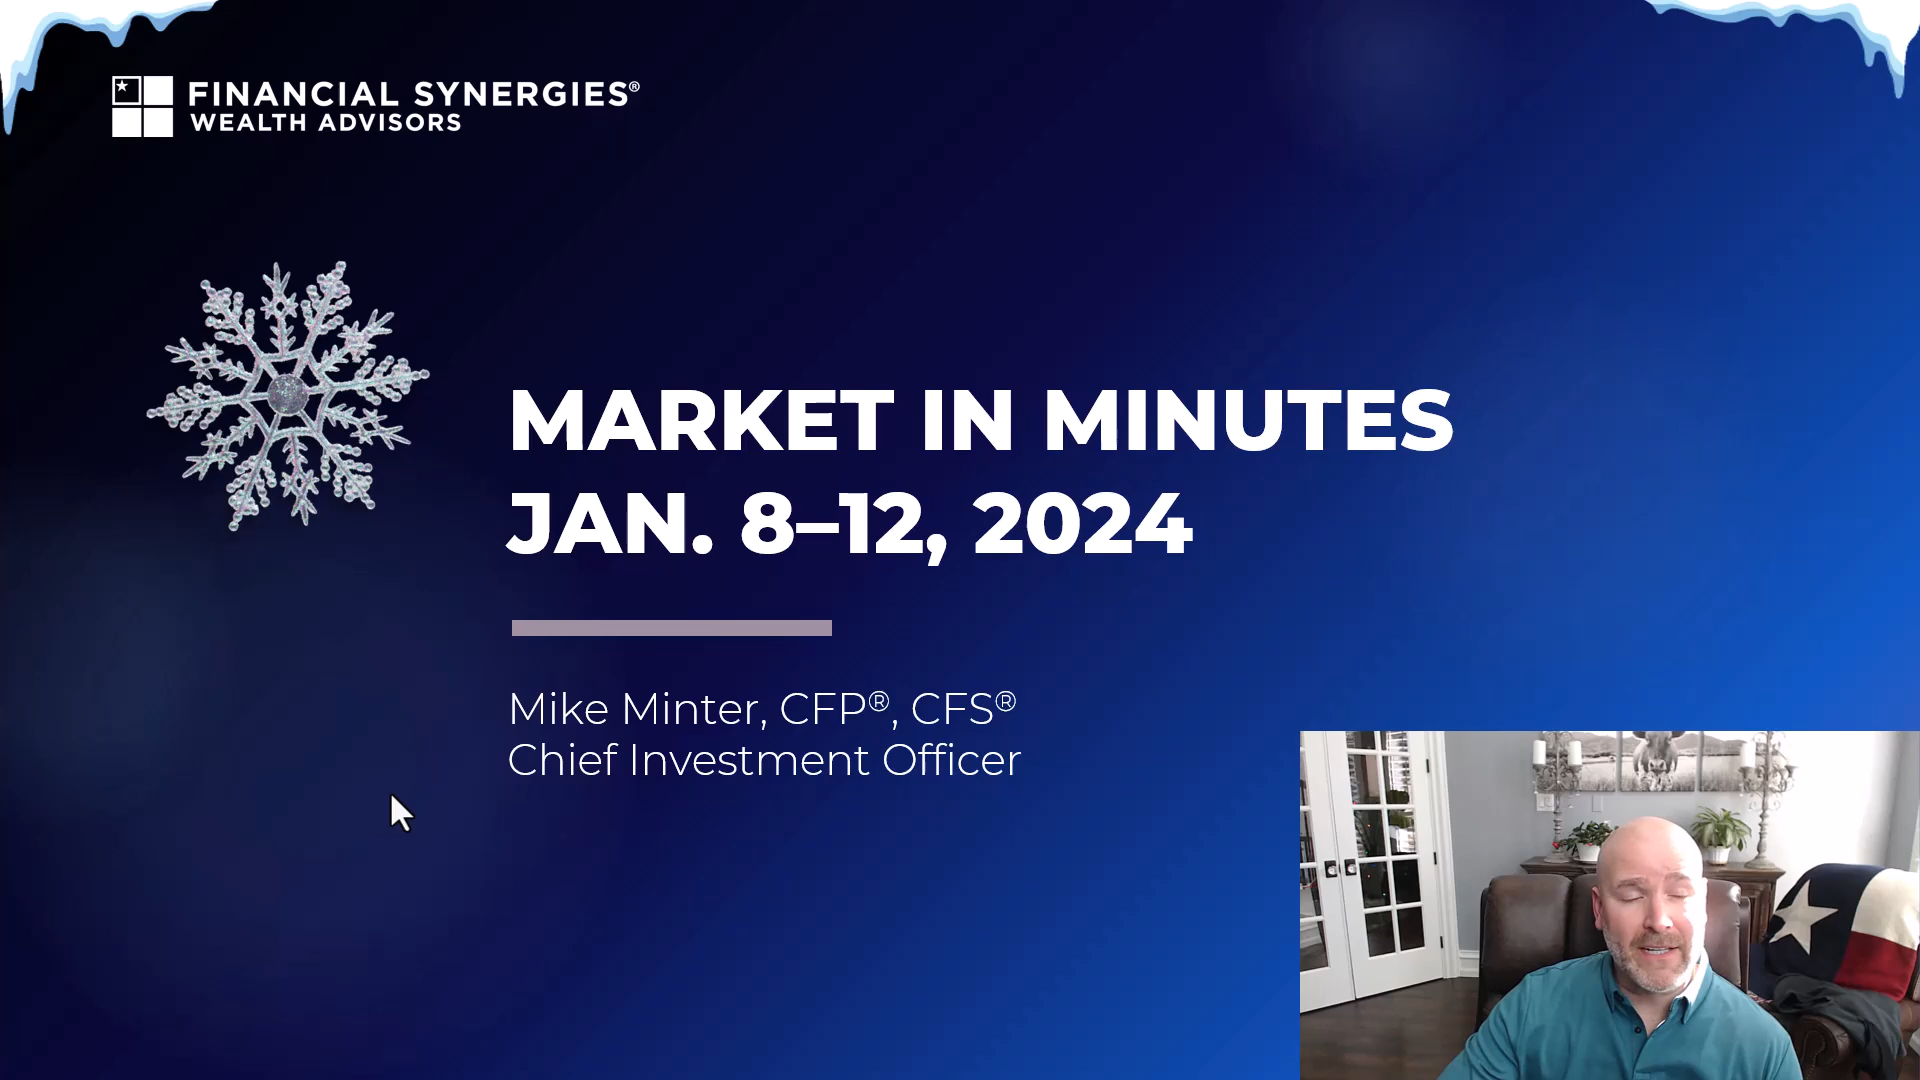 FINANCIAL SYNERGIES®
WEALTH ADVISORS
MARKET IN MINUTES
JAN. 8–12, 2024
Mike Minter, CFP®, CFS®
Chief Investment Officer